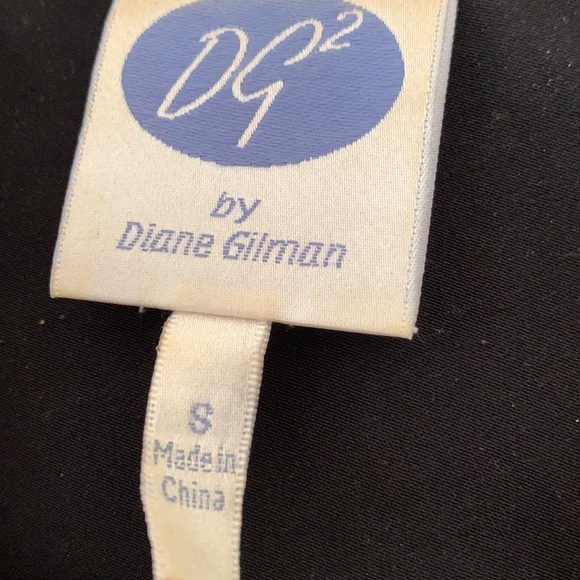 DG²
by
Diane Gilman
S
Made in
China